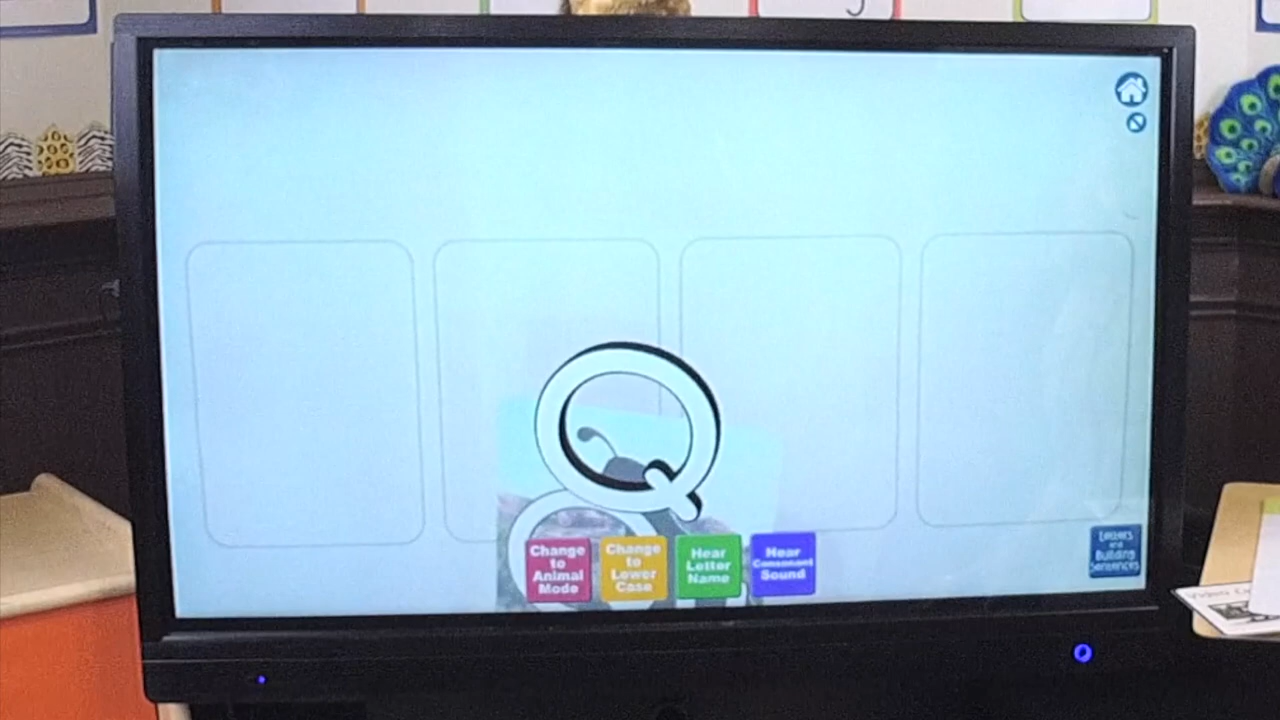 Q
Change
to
Animal
Mode
Change
to
Lower
Case
Hear
Letter
Name
Hear
Consonant
Sound
Letters
and
Building
Sentences